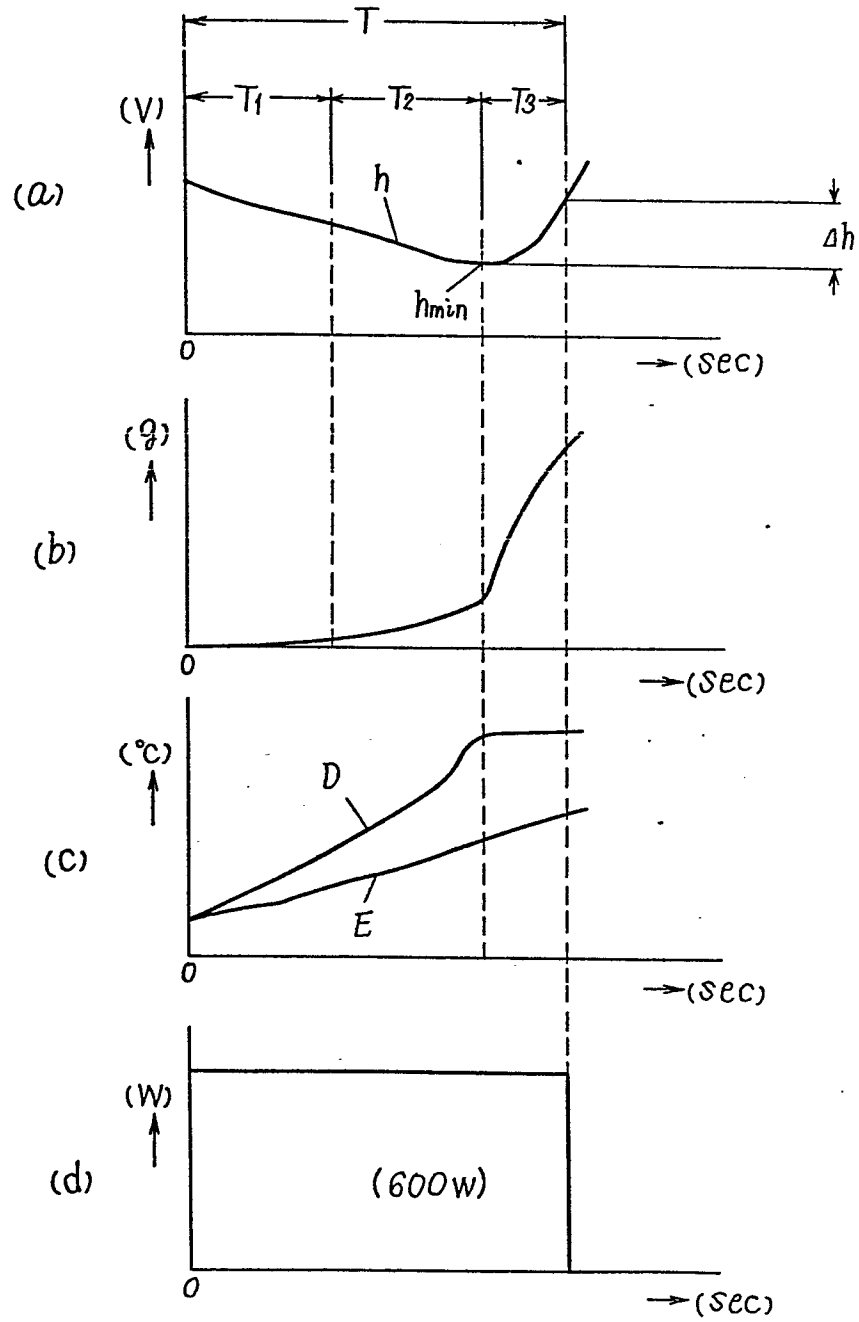 T
T1 T2 T3
(V)
(a)
h
Δh
hmin
0
(sec)
(g)
(b)
0
(sec)
(°C)
D
(C)
E
0
(sec)
(W)
(d)
(600W)
0
(sec)